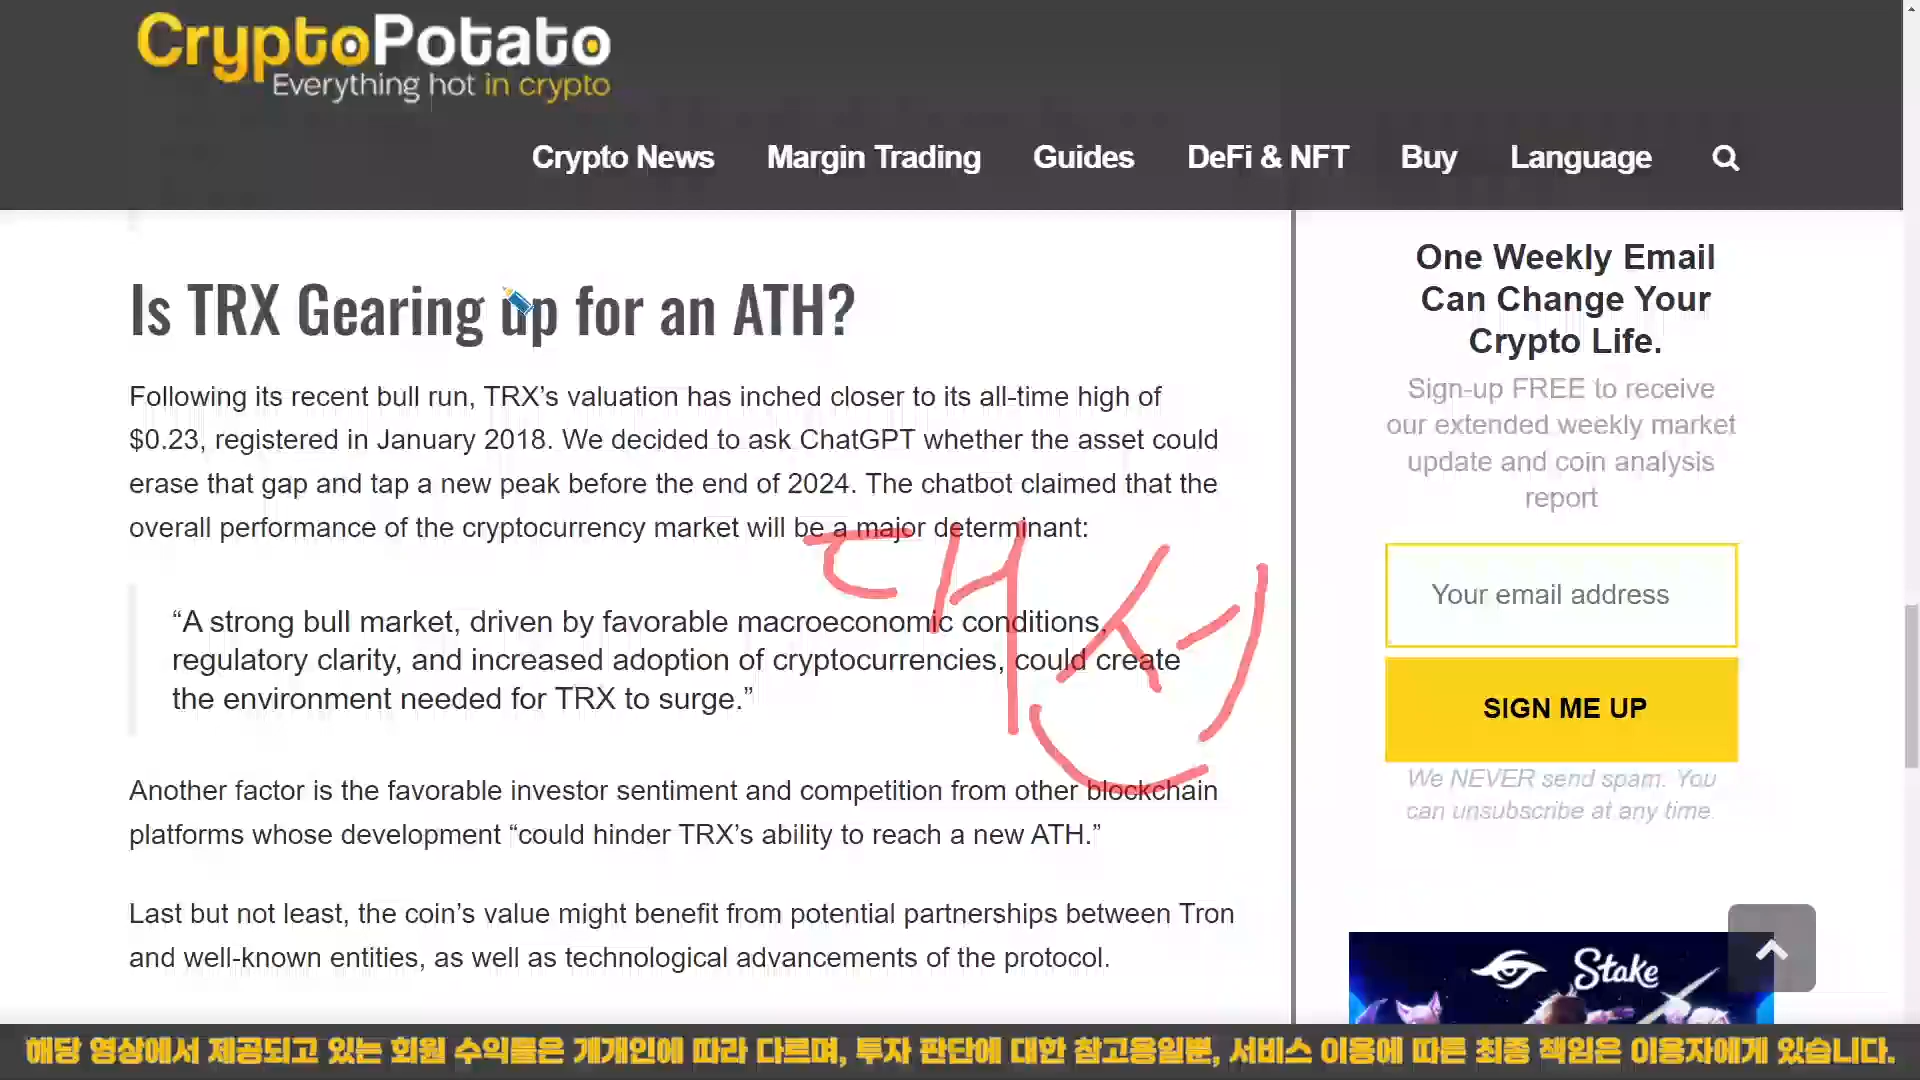 CryptoPotato
Everything hot in crypto
Crypto News Margin Trading Guides DeFi & NFT Buy Language
Is TRX Gearing up for an ATH?
Following its recent bull run, TRX’s valuation has inched closer to its all-time high of
$0.23, registered in January 2018. We decided to ask ChatGPT whether the asset could
erase that gap and tap a new peak before the end of 2024. The chatbot claimed that the
overall performance of the cryptocurrency market will be a major determinant:
“A strong bull market, driven by favorable macroeconomic conditions,
regulatory clarity, and increased adoption of cryptocurrencies, could create
the environment needed for TRX to surge.”
Another factor is the favorable investor sentiment and competition from other blockchain
platforms whose development “could hinder TRX’s ability to reach a new ATH.”
Last but not least, the coin’s value might benefit from potential partnerships between Tron
and well-known entities, as well as technological advancements of the protocol.
One Weekly Email
Can Change Your
Crypto Life.
Sign-up FREE to receive
our extended weekly market
update and coin analysis
report
Your email address
SIGN ME UP
We NEVER send spam. You
can unsubscribe at any time.
Stake
해당 영상에서 제공되고 있는 회원 수익률은 개개인에 따라 다르며, 투자 판단에 대한 참고용일뿐, 서비스 이용에 따른 최종 책임은 이용자에게 있습니다.